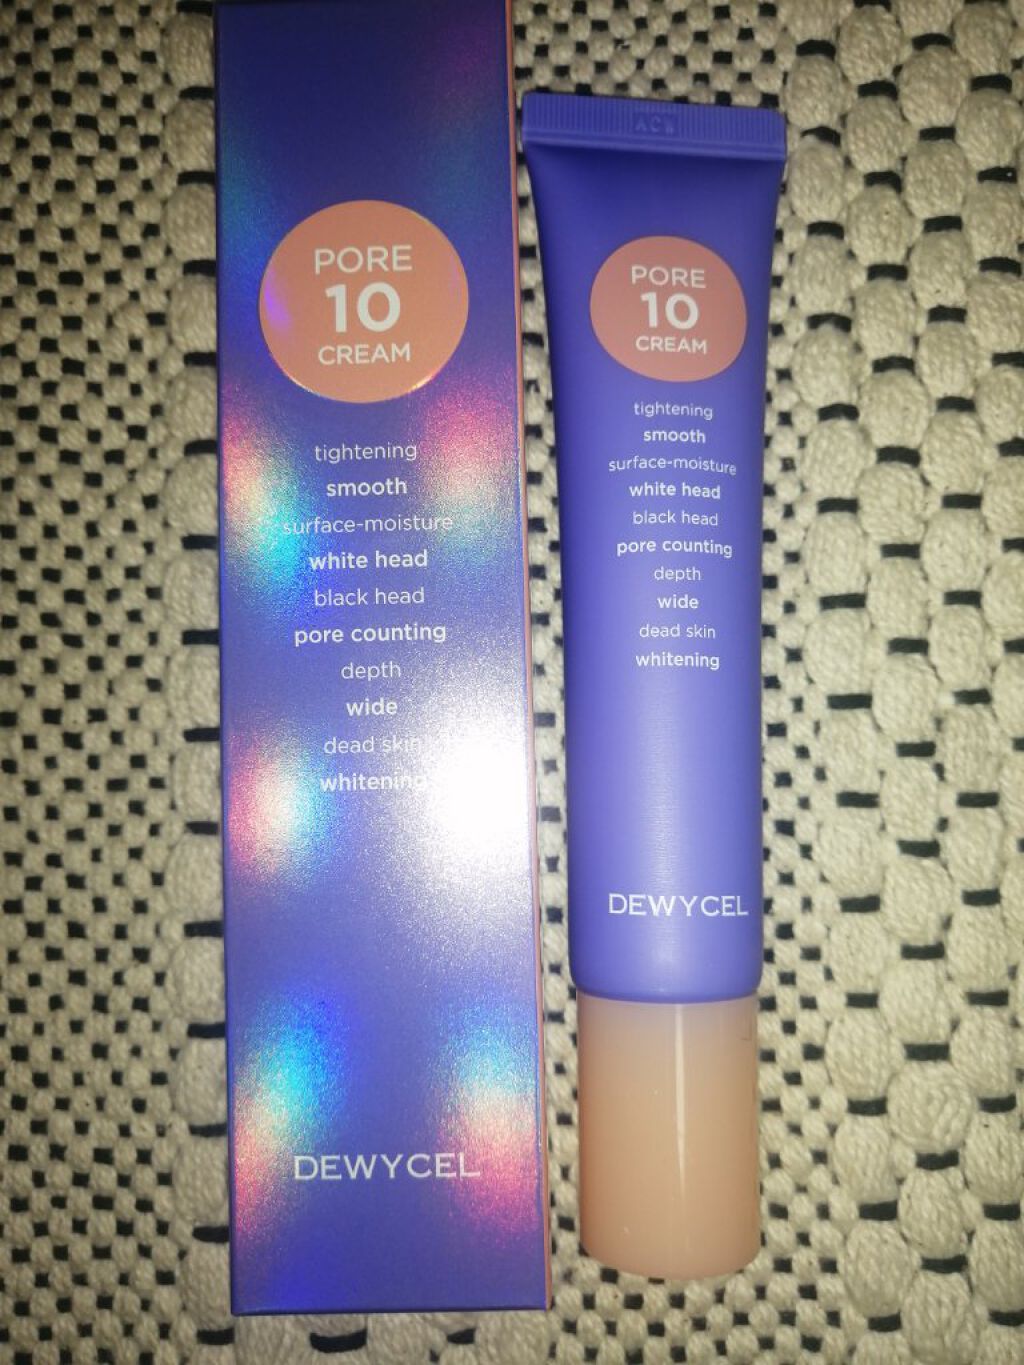 PORE
10
CREAM
tightening
smooth
surface-moisture
white head
black head
pore counting
depth
wide
dead skin
whitening
DEWYCEL
PORE
10
CREAM
tightening
smooth
surface-moisture
white head
black head
pore counting
depth
wide
dead skin
whitening
DEWYCEL